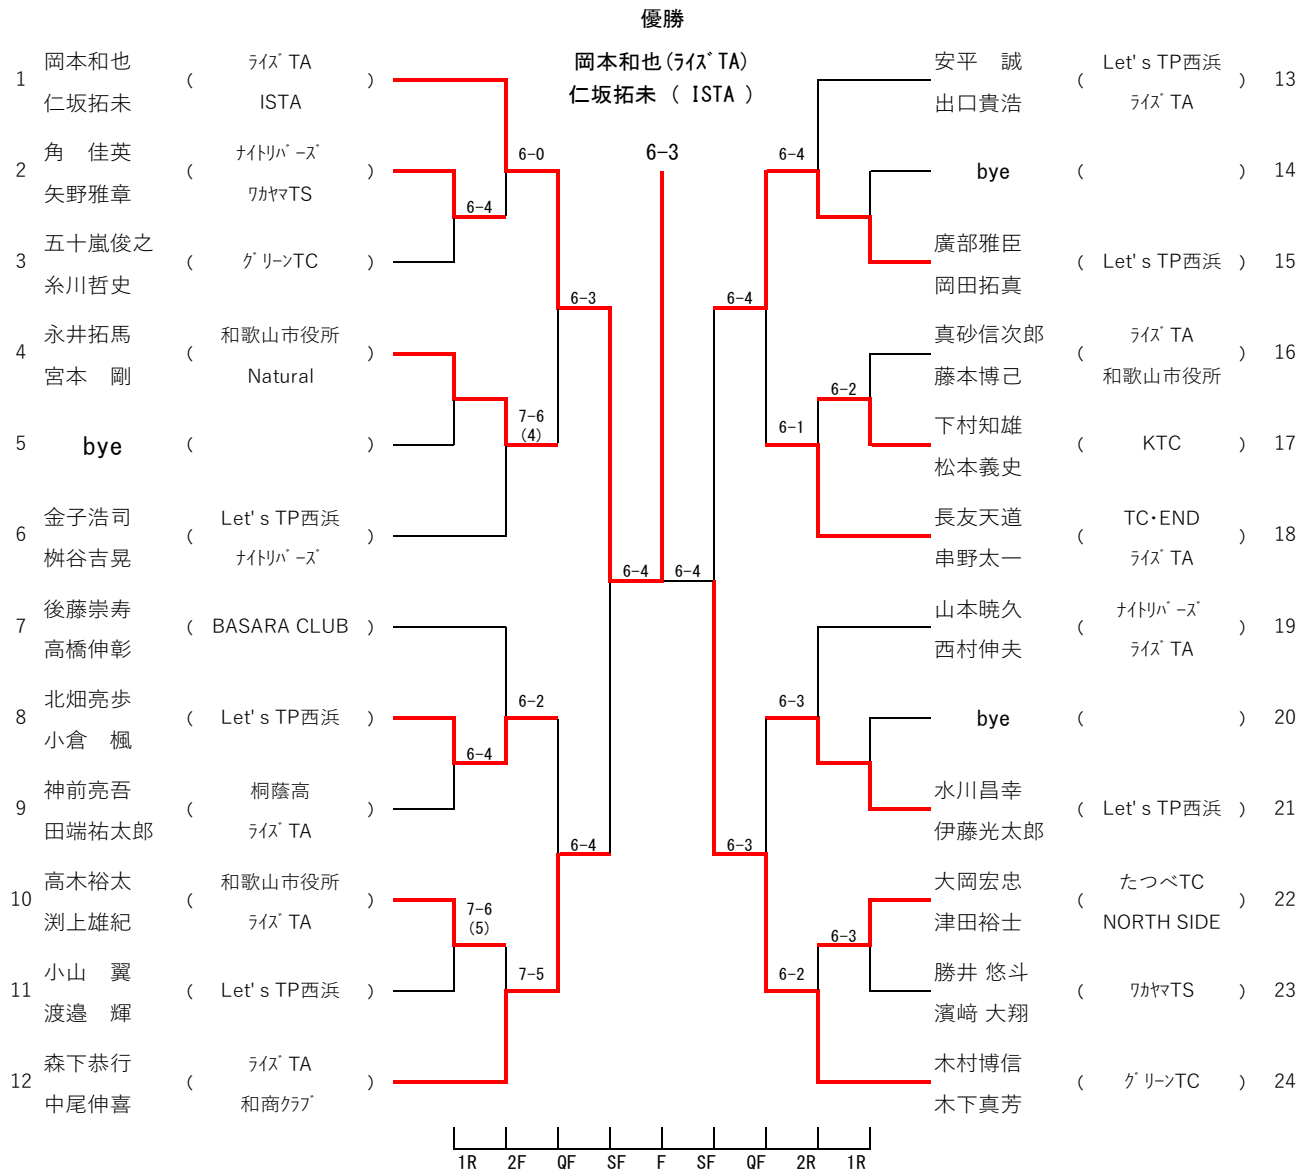 優勝
岡本和也(ﾗｲｽﾞTA)
仁坂拓未 ( ISTA )
6-3
1 岡本和也 ( ﾗｲｽﾞTA )
仁坂拓未 ISTA
2 角 佳英 ( ﾅｲﾄﾘﾊﾞｰｽﾞ )
矢野雅章 ﾜｶﾔﾏTS
3 五十嵐俊之 ( ｸﾞﾘｰﾝTC )
糸川哲史
4 永井拓馬 ( 和歌山市役所 )
宮本 剛 Natural
5 bye ( )
6 金子浩司 ( Let's TP西浜 )
桝谷吉晃 ﾅｲﾄﾘﾊﾞｰｽﾞ
7 後藤崇寿 ( BASARA CLUB )
高橋伸彰
8 北畑亮歩 ( Let's TP西浜 )
小倉 楓
9 神前亮吾 ( 桐蔭高 )
田端祐太郎 ﾗｲｽﾞTA
10 高木裕太 ( 和歌山市役所 )
渕上雄紀 ﾗｲｽﾞTA
11 小山 翼 ( Let's TP西浜 )
渡邉 輝
12 森下恭行 ( ﾗｲｽﾞTA )
中尾伸喜 和商ｸﾗﾌﾞ
6-0
6-4
6-3
7-6
(4)
6-4
6-2
6-4
6-4
7-6
(5)
7-5
安平 誠 ( Let's TP西浜 ) 13
出口貴浩 ﾗｲｽﾞTA
bye ( ) 14
廣部雅臣 ( Let's TP西浜 ) 15
岡田拓真
真砂信次郎 ( ﾗｲｽﾞTA ) 16
藤本博己 和歌山市役所
下村知雄 ( KTC ) 17
松本義史
長友天道 ( TC･END ) 18
串野太一 ﾗｲｽﾞTA
山本暁久 ( ﾅｲﾄﾘﾊﾞｰｽﾞ ) 19
西村伸夫 ﾗｲｽﾞTA
bye ( ) 20
水川昌幸 ( Let's TP西浜 ) 21
伊藤光太郎
大岡宏忠 ( たつべTC ) 22
津田裕士 NORTH SIDE
勝井 悠斗 ( ﾜｶﾔﾏTS ) 23
濱﨑 大翔
木村博信 ( ｸﾞﾘｰﾝTC ) 24
木下真芳
6-4
6-4
6-2
6-1
6-4
6-3
6-3
6-3
6-2
1R 2F QF SF F SF QF 2R 1R